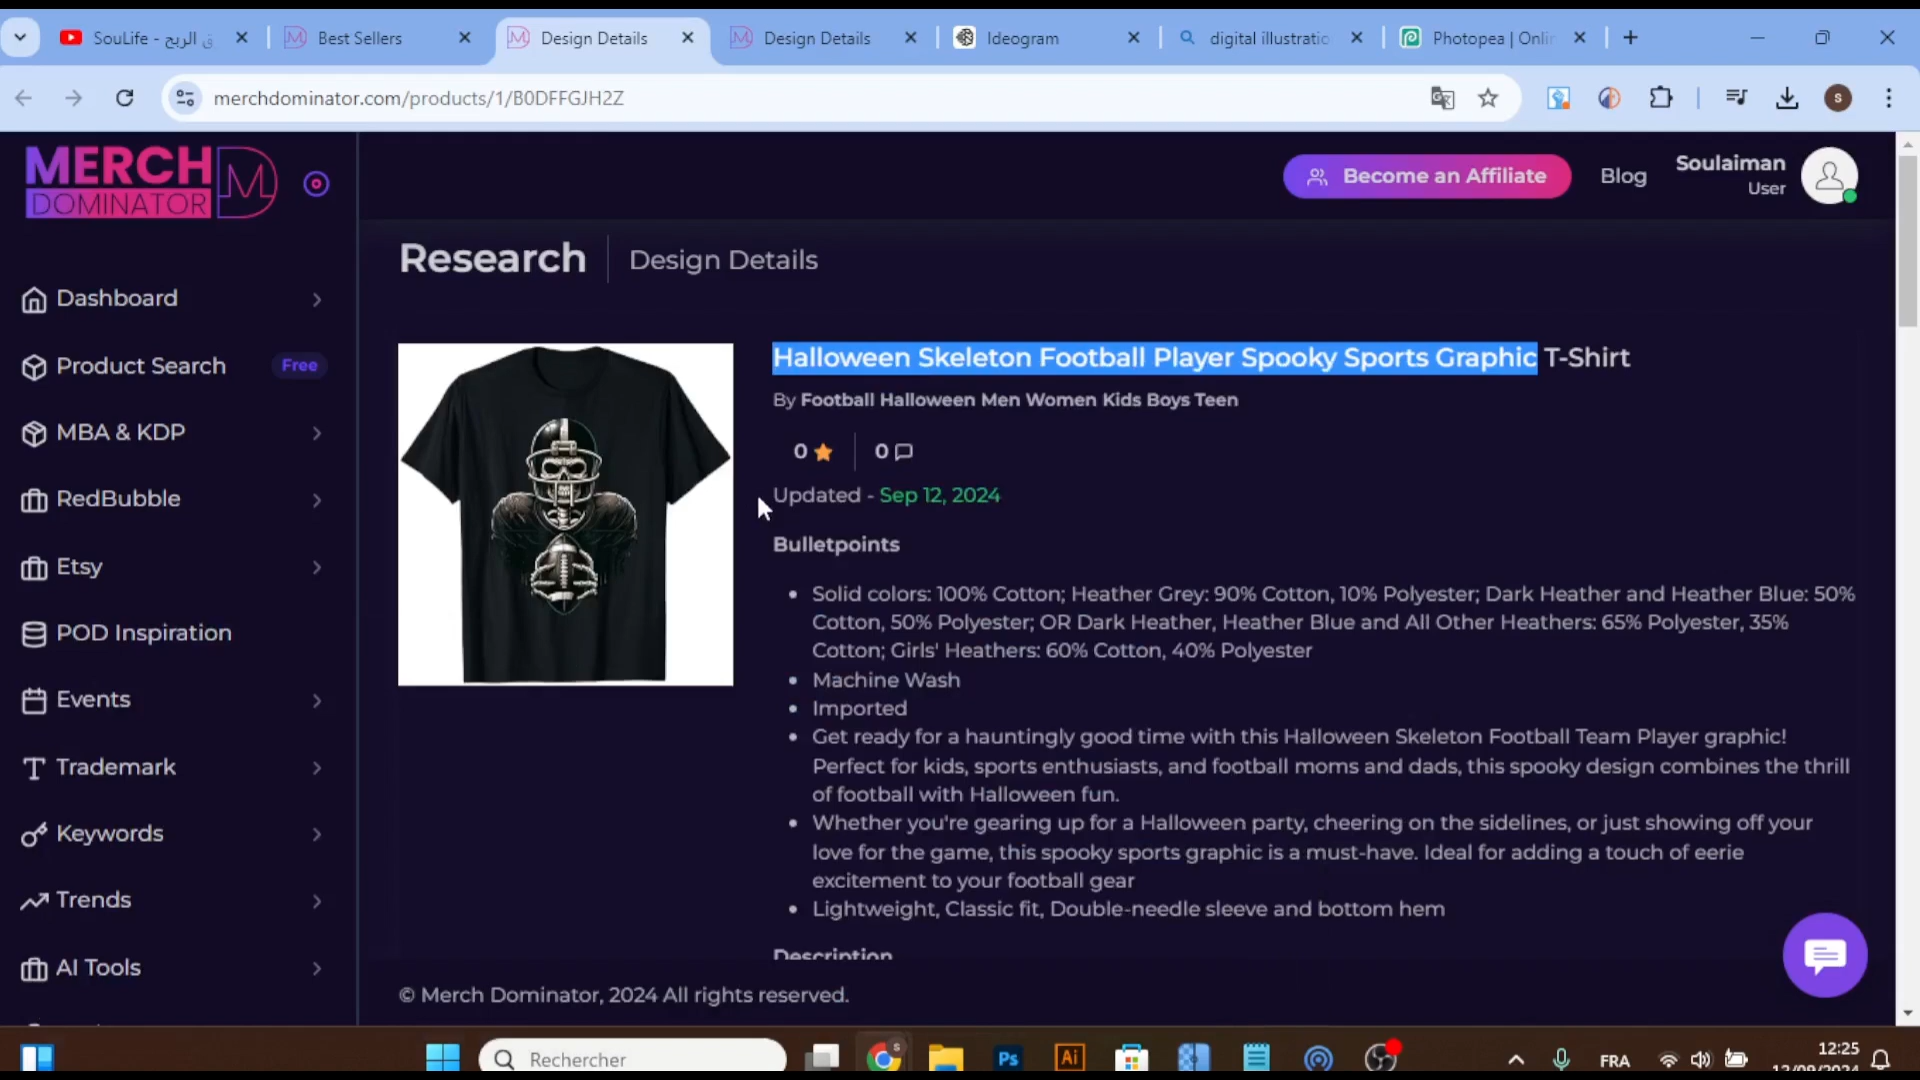 SouLife - ق الربح
Best Sellers
Design Details
Design Details
Ideogram
digital illustratio
Photopea | Onlin
merchdominator.com/products/1/B0DFFGJH2Z
S
MERCH
DOMINATOR
Become an Affiliate
Blog
Soulaiman
User
Dashboard
Product Search
Free
MBA & KDP
RedBubble
Etsy
POD Inspiration
Events
Trademark
Keywords
Trends
AI Tools
Research
Design Details
Halloween Skeleton Football Player Spooky Sports Graphic T-Shirt
By Football Halloween Men Women Kids Boys Teen
0
0
Updated - Sep 12, 2024
Bulletpoints
• Solid colors: 100% Cotton; Heather Grey: 90% Cotton, 10% Polyester; Dark Heather and Heather Blue: 50%
Cotton, 50% Polyester; OR Dark Heather, Heather Blue and All Other Heathers: 65% Polyester, 35%
Cotton; Girls' Heathers: 60% Cotton, 40% Polyester
• Machine Wash
• Imported
• Get ready for a hauntingly good time with this Halloween Skeleton Football Team Player graphic!
Perfect for kids, sports enthusiasts, and football moms and dads, this spooky design combines the thrill
of football with Halloween fun.
• Whether you're gearing up for a Halloween party, cheering on the sidelines, or just showing off your
love for the game, this spooky sports graphic is a must-have. Ideal for adding a touch of eerie
excitement to your football gear
• Lightweight, Classic fit, Double-needle sleeve and bottom hem
Description
© Merch Dominator, 2024 All rights reserved.
Rechercher
Ps
Ai
FRA
12:25
12/09/2024